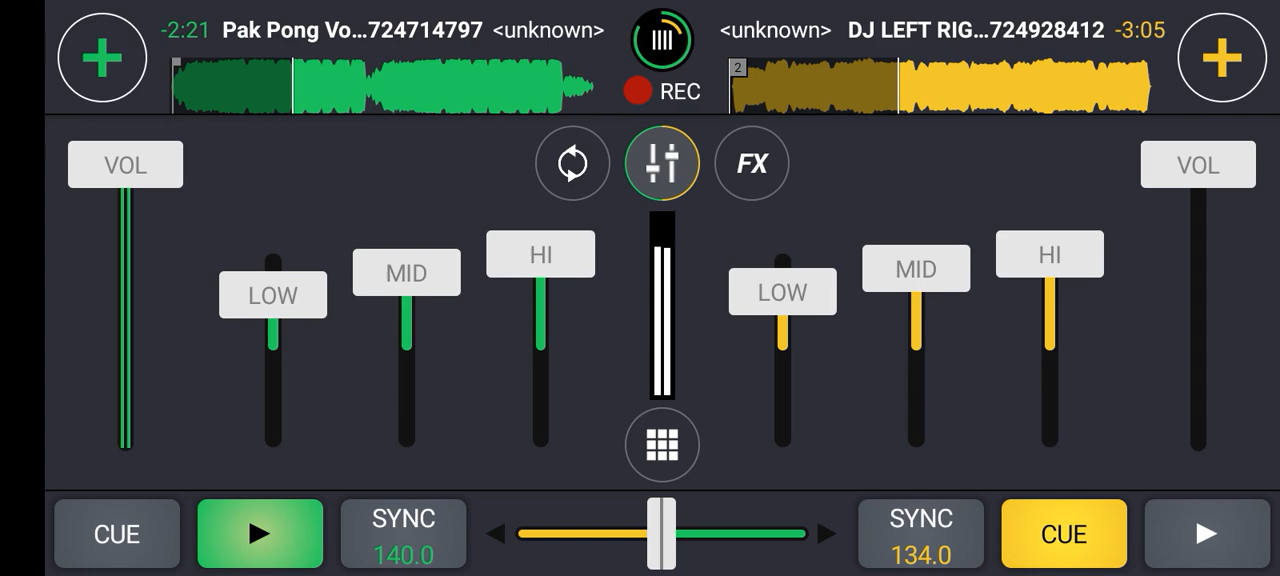 -2:21 Pak Pong Vo...724714797 <unknown>
<unknown> DJ LEFT RIG...724928412 -3:05
2
REC
FX
VOL
LOW
MID
HI
LOW
MID
HI
VOL
CUE
SYNC
140.0
SYNC
134.0
CUE